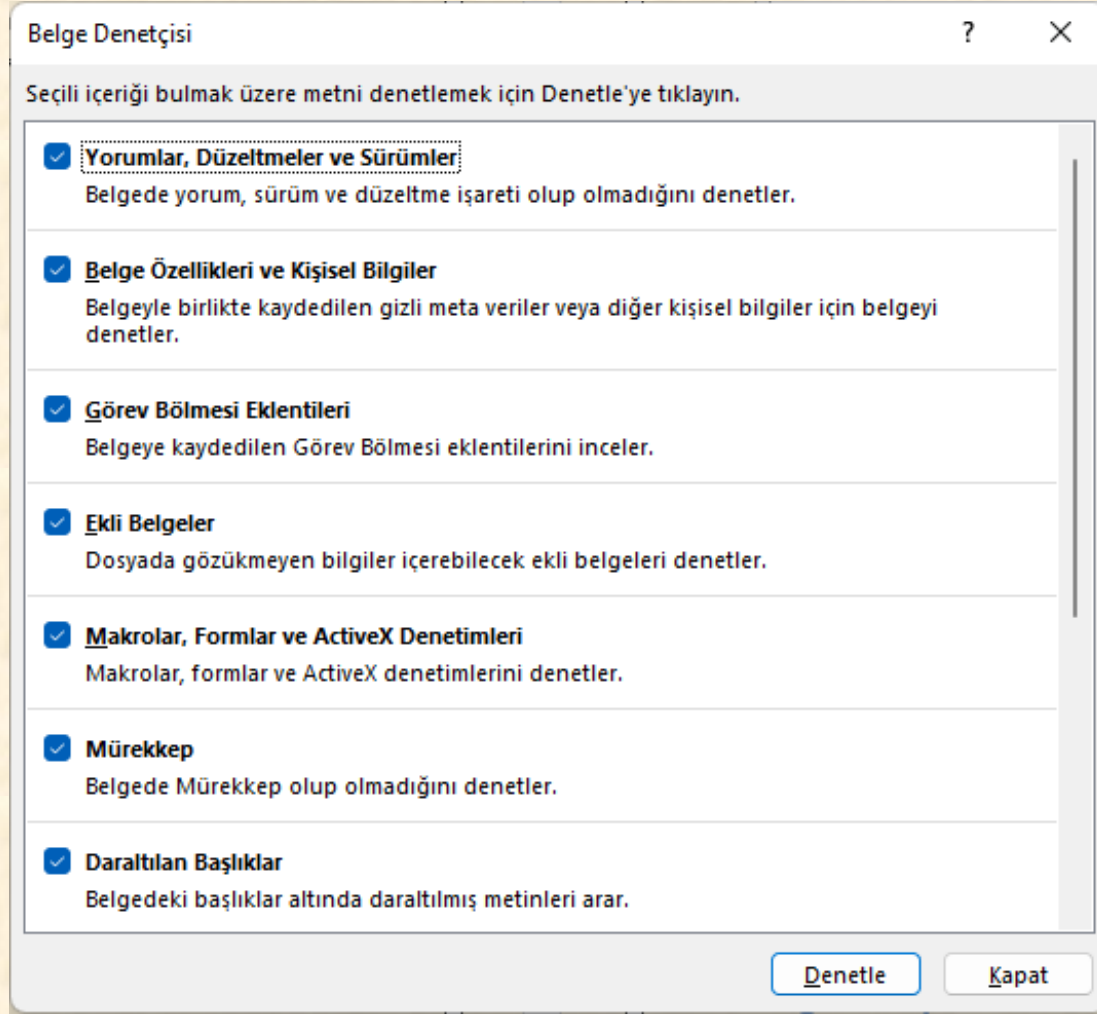 Belge Denetçisi
Seçili içeriği bulmak üzere metni denetlemek için Denetle'ye tıklayın.
Yorumlar, Düzeltmeler ve Sürümler
Belgede yorum, sürüm ve düzeltme işareti olup olmadığını denetler.
Belge Özellikleri ve Kişisel Bilgiler
Belgeyle birlikte kaydedilen gizli meta veriler veya diğer kişisel bilgiler için belgeyi
denetler.
Görev Bölmesi Eklentileri
Belgeye kaydedilen Görev Bölmesi eklentilerini inceler.
Ekli Belgeler
Dosyada gözükmeyen bilgiler içerebilecek ekli belgeleri denetler.
Makrolar, Formlar ve ActiveX Denetimleri
Makrolar, formlar ve ActiveX denetimlerini denetler.
Mürekkep
Belgede Mürekkep olup olmadığını denetler.
Daraltılan Başlıklar
Belgedeki başlıklar altında daraltılmış metinleri arar.
Denetle Kapat